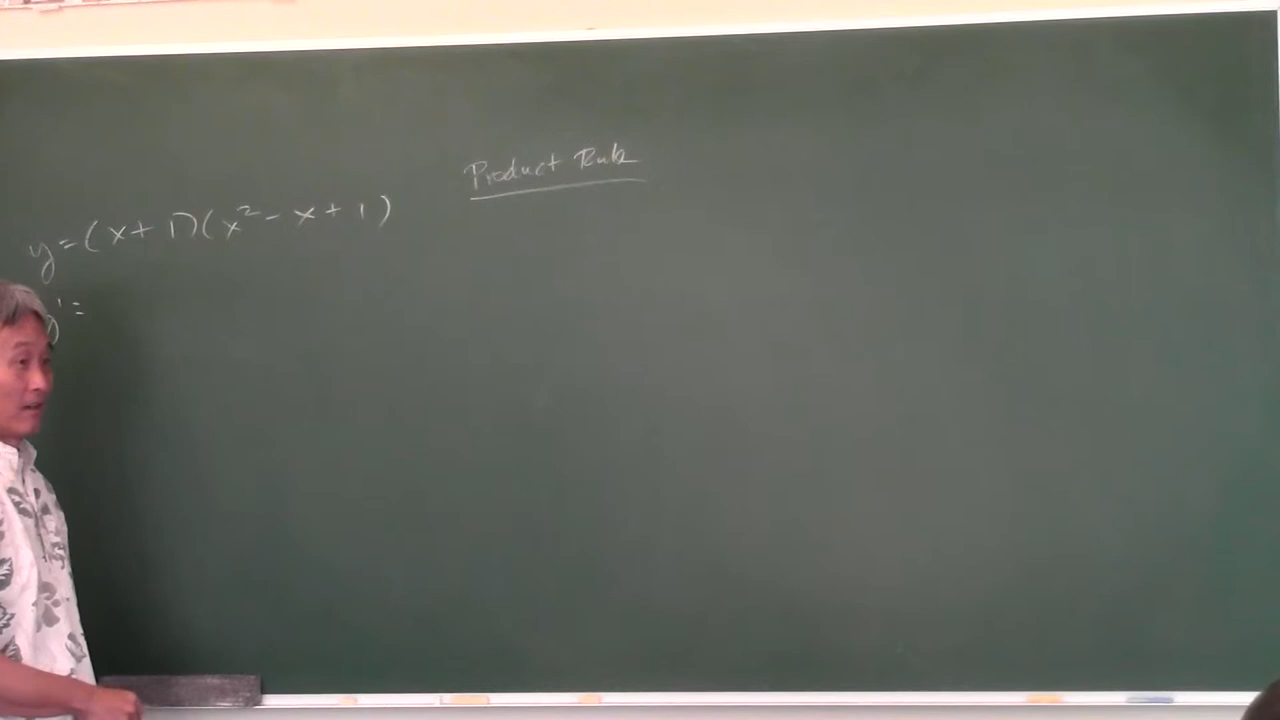 Product Rule
y = (x + 1)(x² - x + 1)
y' =